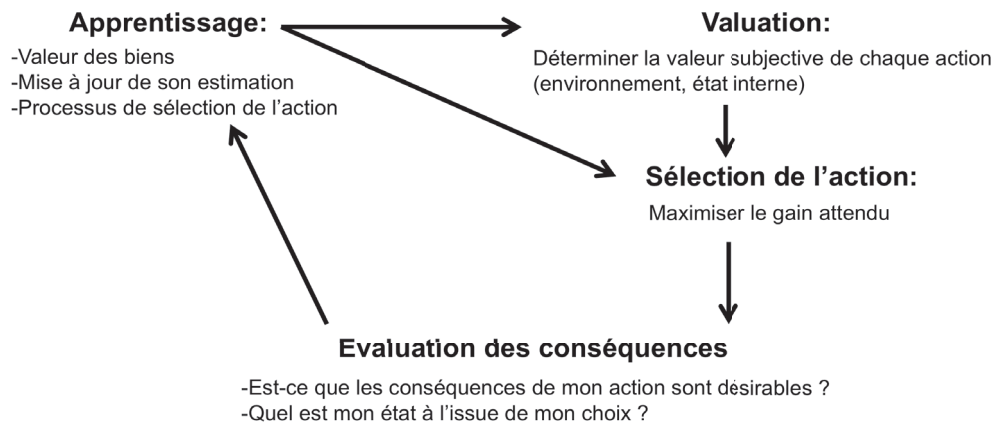 Apprentissage:
-Valeur des biens
-Mise à jour de son estimation
-Processus de sélection de l’action
Valuation:
Déterminer la valeur subjective de chaque action
(environnement, état interne)
Sélection de l’action:
Maximiser le gain attendu
Evaluation des conséquences
-Est-ce que les conséquences de mon action sont désirables ?
-Quel est mon état à l’issue de mon choix ?